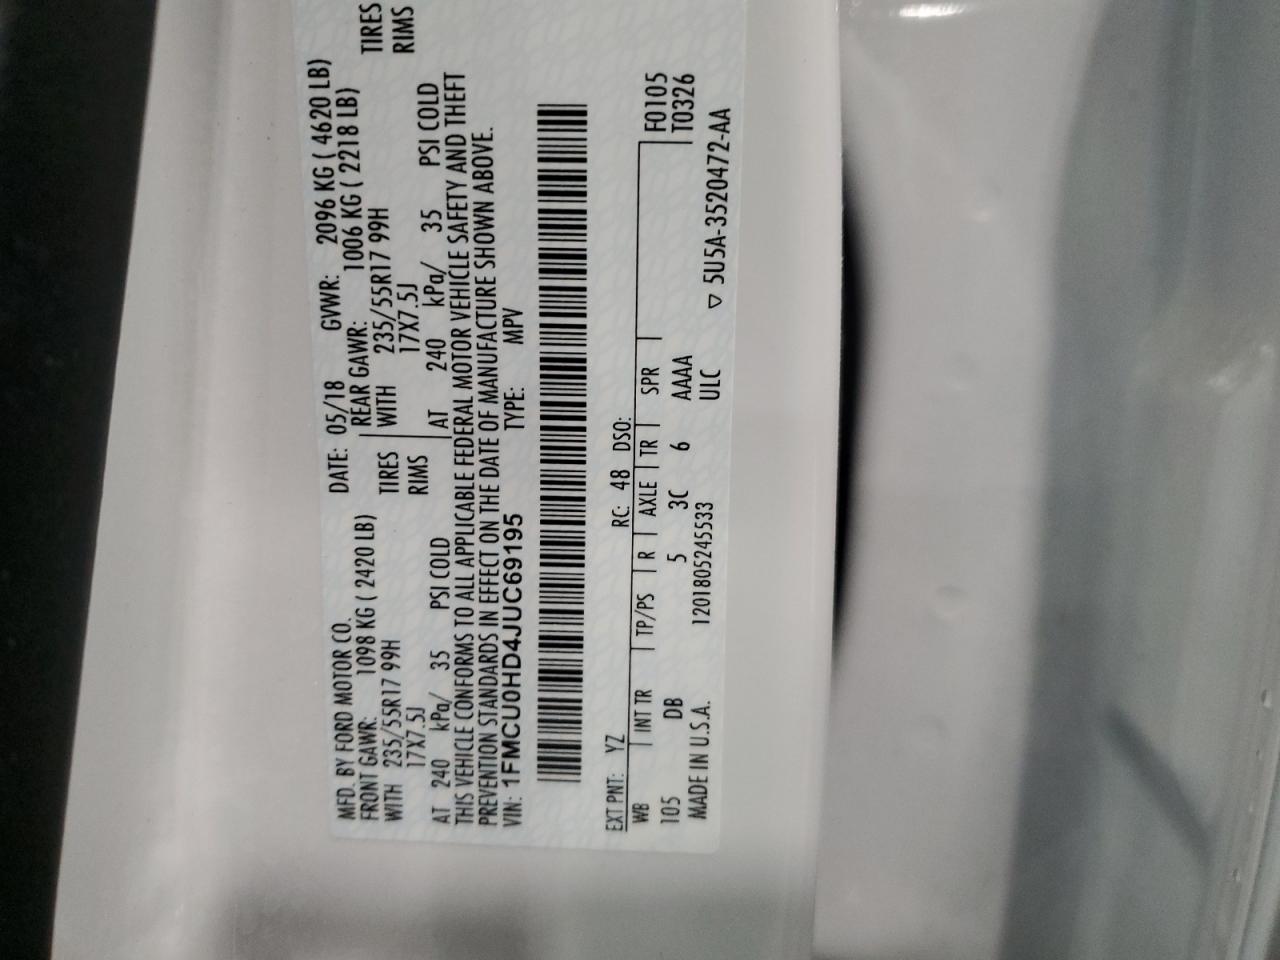 MFD. BY FORD MOTOR CO. DATE: 05/18 GVWR: 2096 KG ( 4620 LB)
FRONT GAWR: 1098 KG ( 2420 LB) REAR GAWR: 1006 KG ( 2218 LB)
WITH 235/55R17 99H TIRES WITH 235/55R17 99H TIRES
17X7.5J RIMS 17X7.5J RIMS
AT 240 kPa/ 35 PSI COLD AT 240 kPa/ 35 PSI COLD
THIS VEHICLE CONFORMS TO ALL APPLICABLE FEDERAL MOTOR VEHICLE SAFETY AND THEFT
PREVENTION STANDARDS IN EFFECT ON THE DATE OF MANUFACTURE SHOWN ABOVE.
VIN: 1FMCU0HD4JUC69195 TYPE: MPV
EXT PNT: YZ RC: 48 DSO:
WB INT TR TP/PS R AXLE TR SPR F0105
105 DB 5 3C 6 AAAA T0326
MADE IN U.S.A. 1201805245533 ULC
▽ 5U5A-3520472-AA